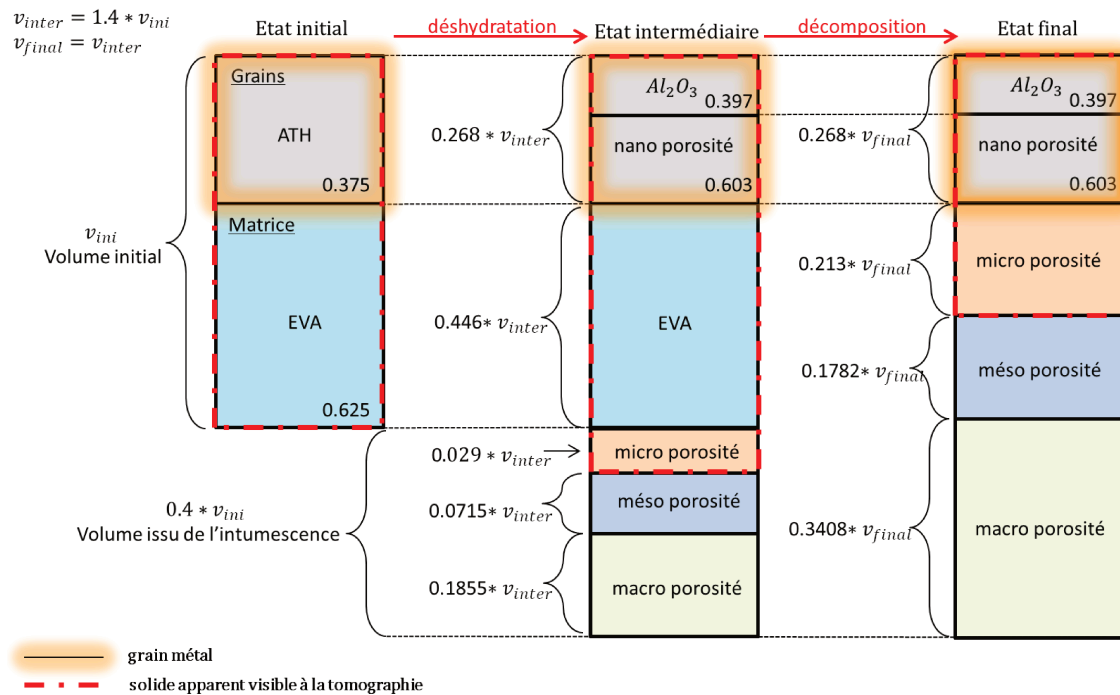 v_inter = 1.4 * v_ini
v_final = v_inter
Etat initial
déshydratation
Etat intermédiaire
décomposition
Etat final
Grains
ATH
0.375
Matrice
EVA
0.625
v_ini
Volume initial
0.4 * v_ini
Volume issu de l'intumescence
0.268 * v_inter
0.446* v_inter
0.029 * v_inter
0.0715* v_inter
0.1855* v_inter
Al2O3
0.397
nano porosité
0.603
EVA
micro porosité
méso porosité
macro porosité
0.268* v_final
0.213* v_final
0.1782* v_final
0.3408* v_final
Al2O3
0.397
nano porosité
0.603
micro porosité
méso porosité
macro porosité
grain métal
solide apparent visible à la tomographie